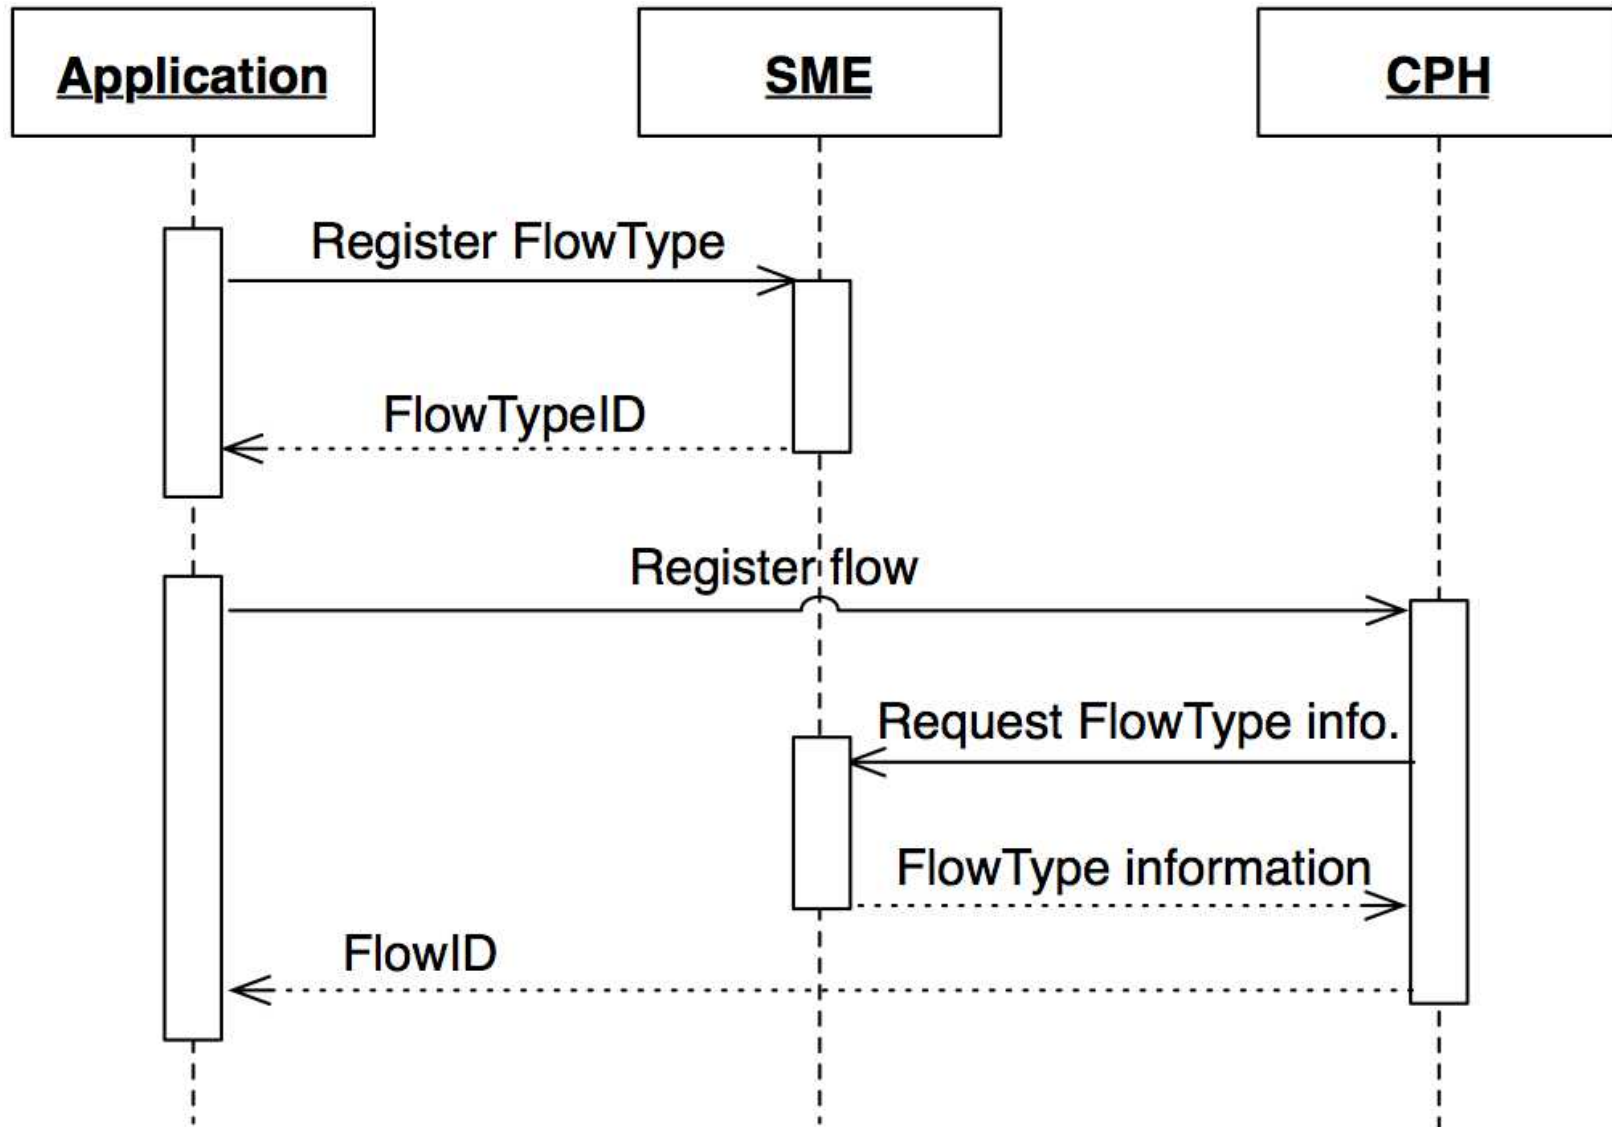 Application
SME
CPH
Register FlowType
FlowTypeID
Register flow
Request FlowType info.
FlowType information
FlowID